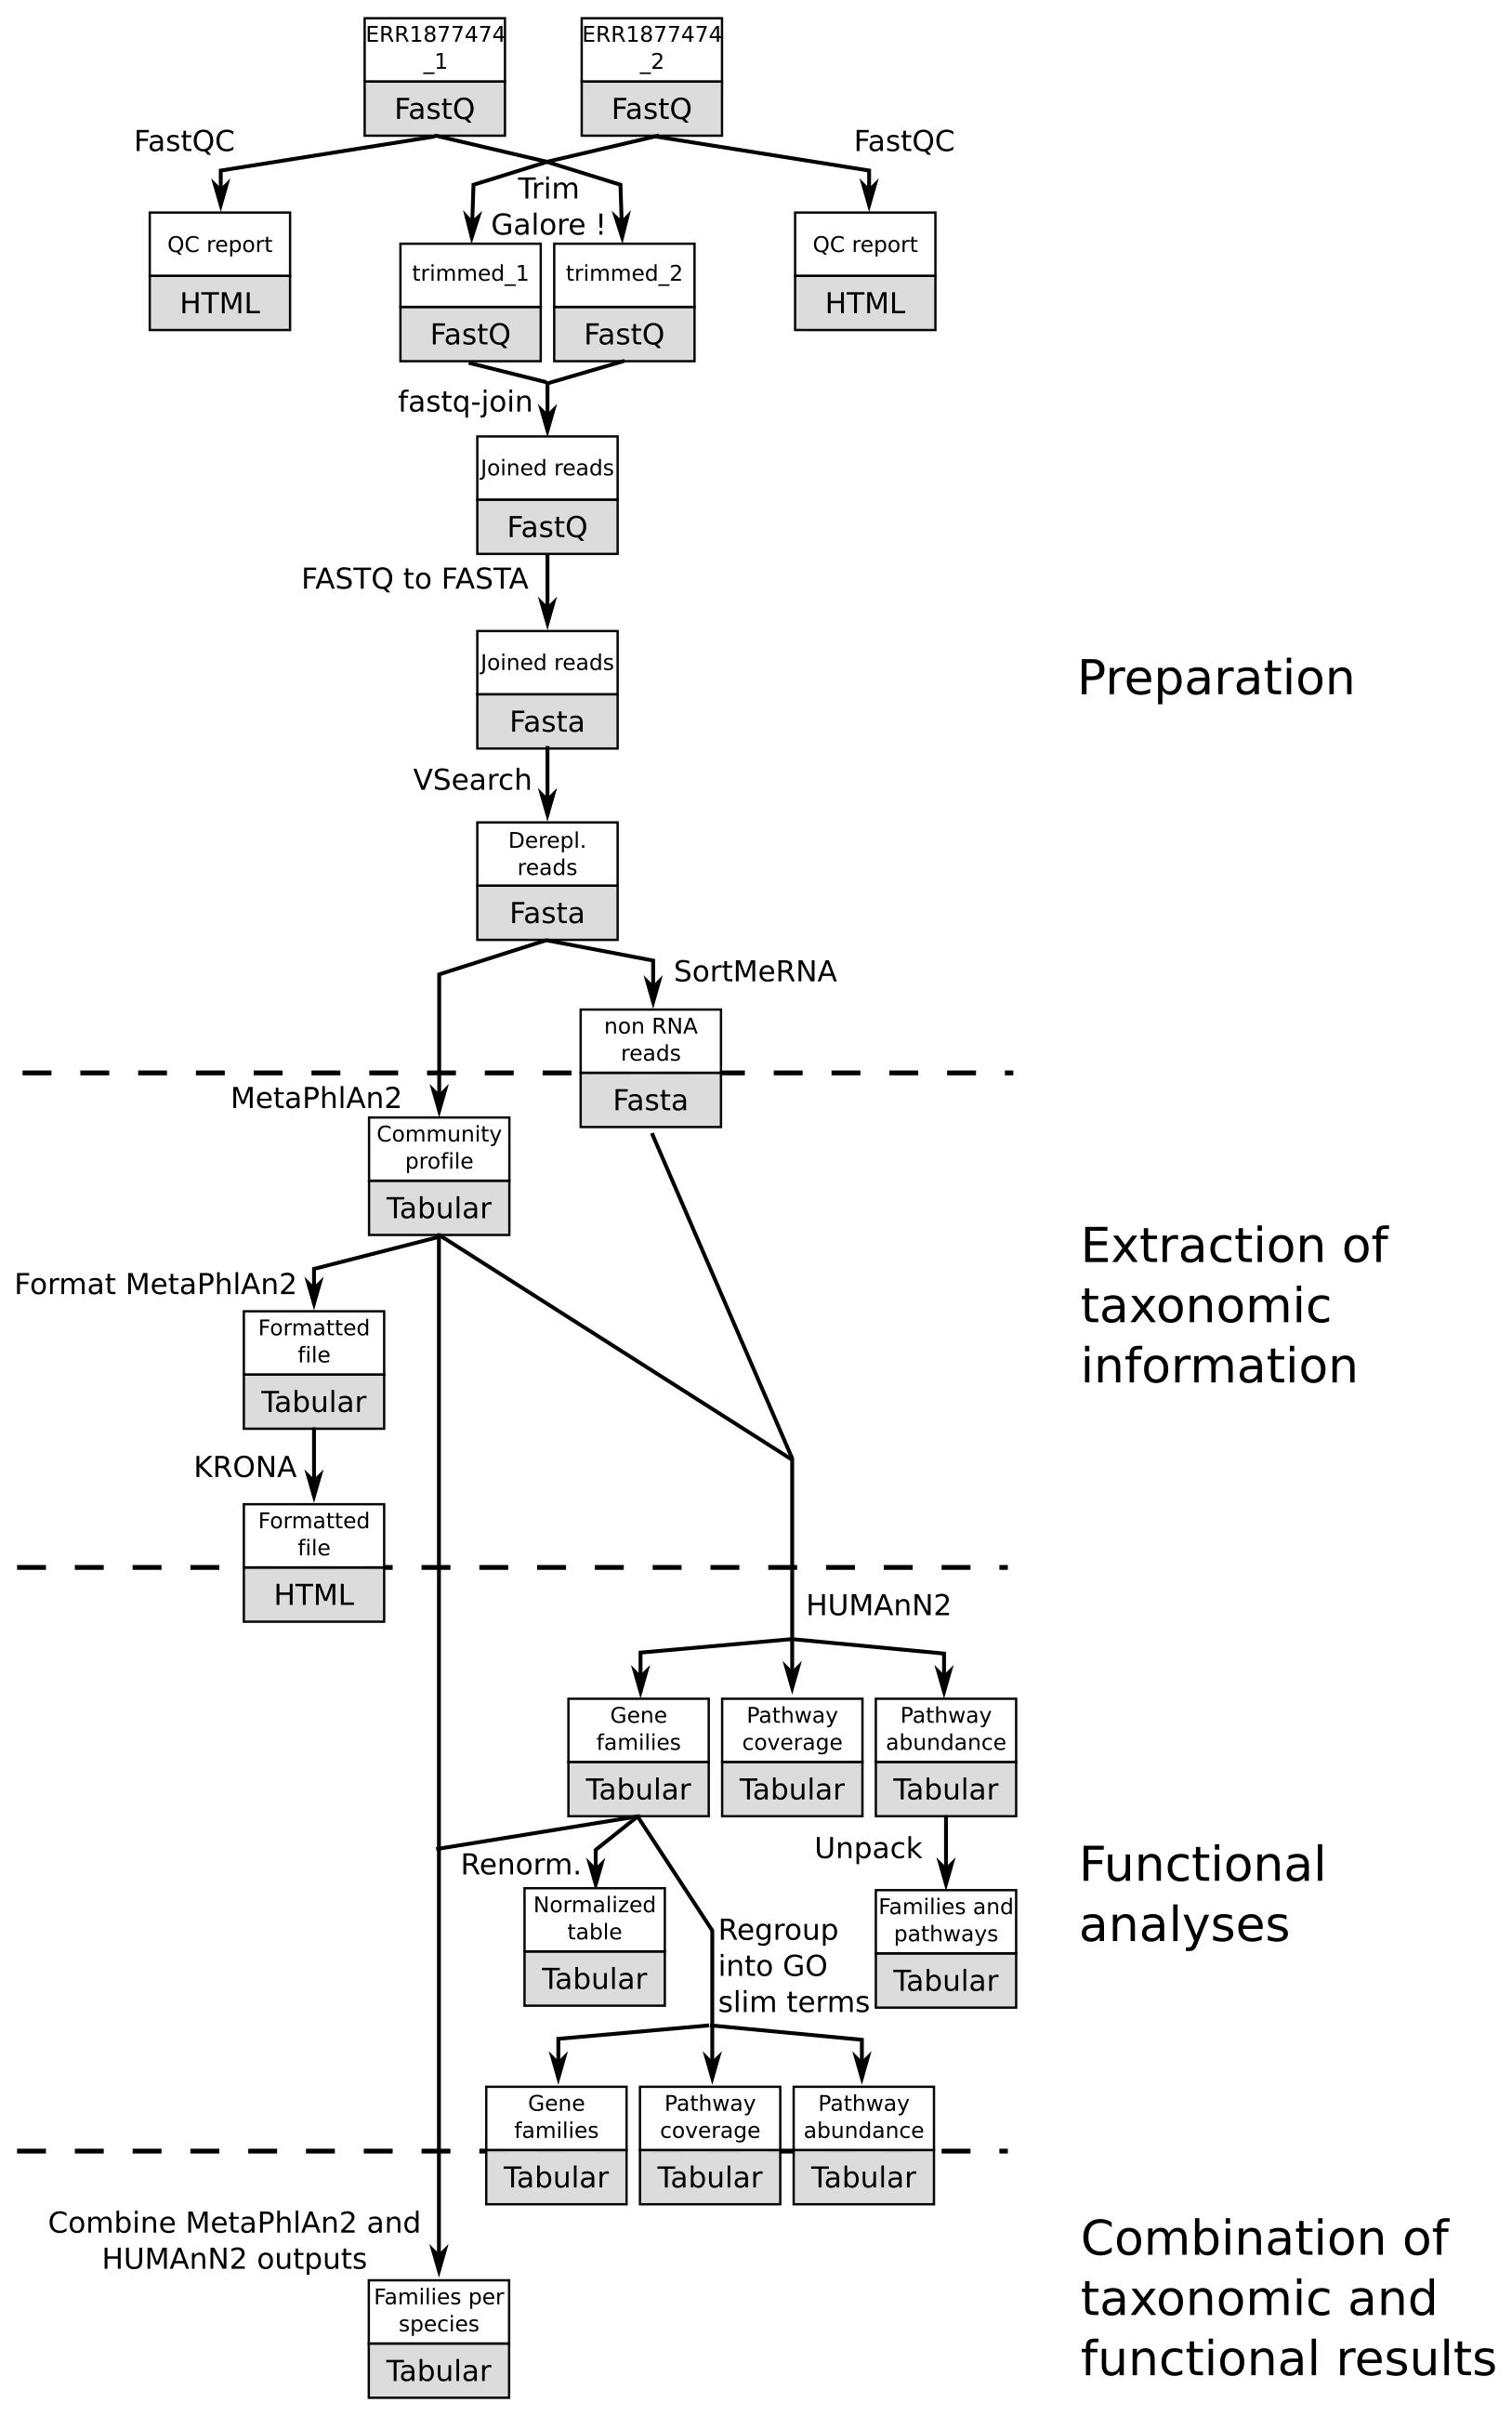 ERR1877474
_1
FastQ
ERR1877474
_2
FastQ
FastQC
FastQC
Trim
Galore !
QC report
HTML
trimmed_1
FastQ
trimmed_2
FastQ
QC report
HTML
fastq-join
Joined reads
FastQ
FASTQ to FASTA
Joined reads
Fasta
Preparation
VSearch
Derepl.
reads
Fasta
SortMeRNA
non RNA
reads
Fasta
MetaPhlAn2
Community
profile
Tabular
Extraction of
taxonomic
information
Format MetaPhlAn2
Formatted
file
Tabular
KRONA
Formatted
file
HTML
HUMAnN2
Gene
families
Tabular
Pathway
coverage
Tabular
Pathway
abundance
Tabular
Functional
analyses
Renorm.
Normalized
table
Tabular
Unpack
Families and
pathways
Tabular
Regroup
into GO
slim terms
Gene
families
Tabular
Pathway
coverage
Tabular
Pathway
abundance
Tabular
Combine MetaPhlAn2 and
HUMAnN2 outputs
Families per
species
Tabular
Combination of
taxonomic and
functional results